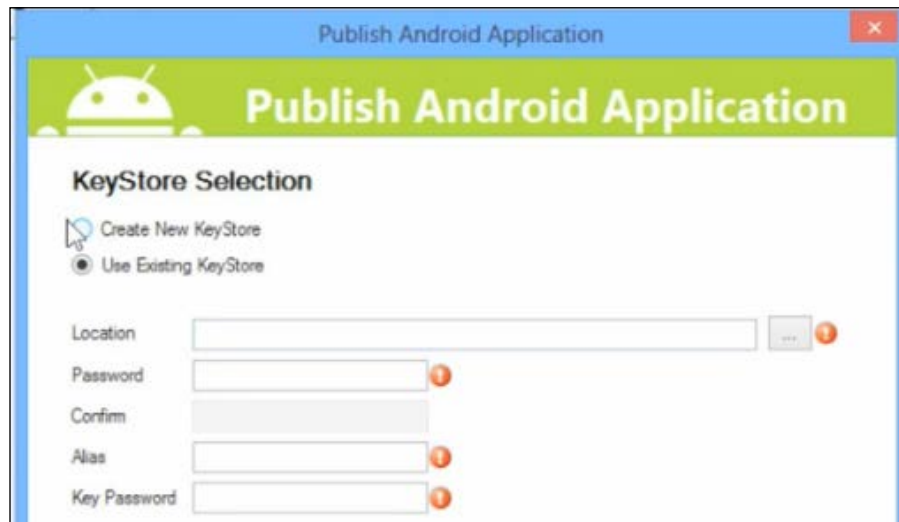 Publish Android Application
Publish Android Application
KeyStore Selection
Create New KeyStore
Use Existing KeyStore
Location
...
Password
Confirm
Alias
Key Password